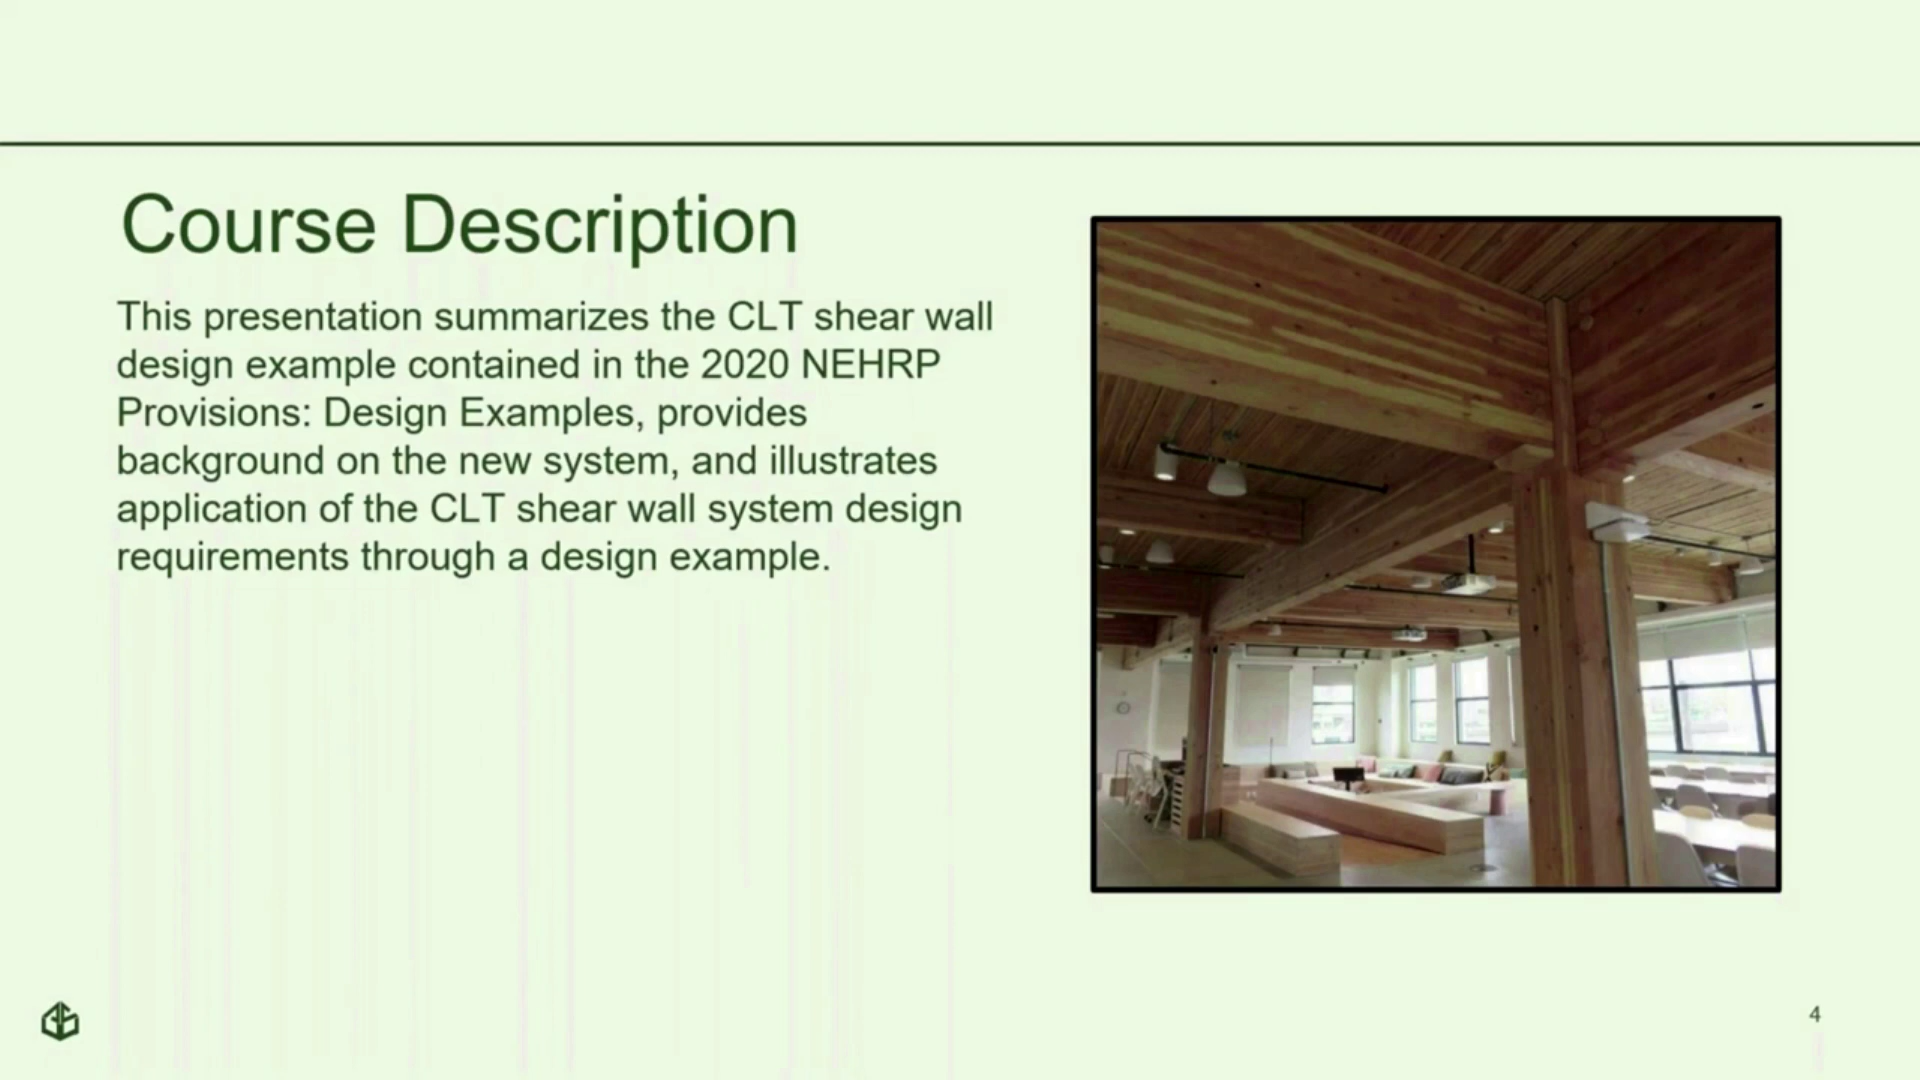 Course Description
This presentation summarizes the CLT shear wall
design example contained in the 2020 NEHRP
Provisions: Design Examples, provides
background on the new system, and illustrates
application of the CLT shear wall system design
requirements through a design example.
4